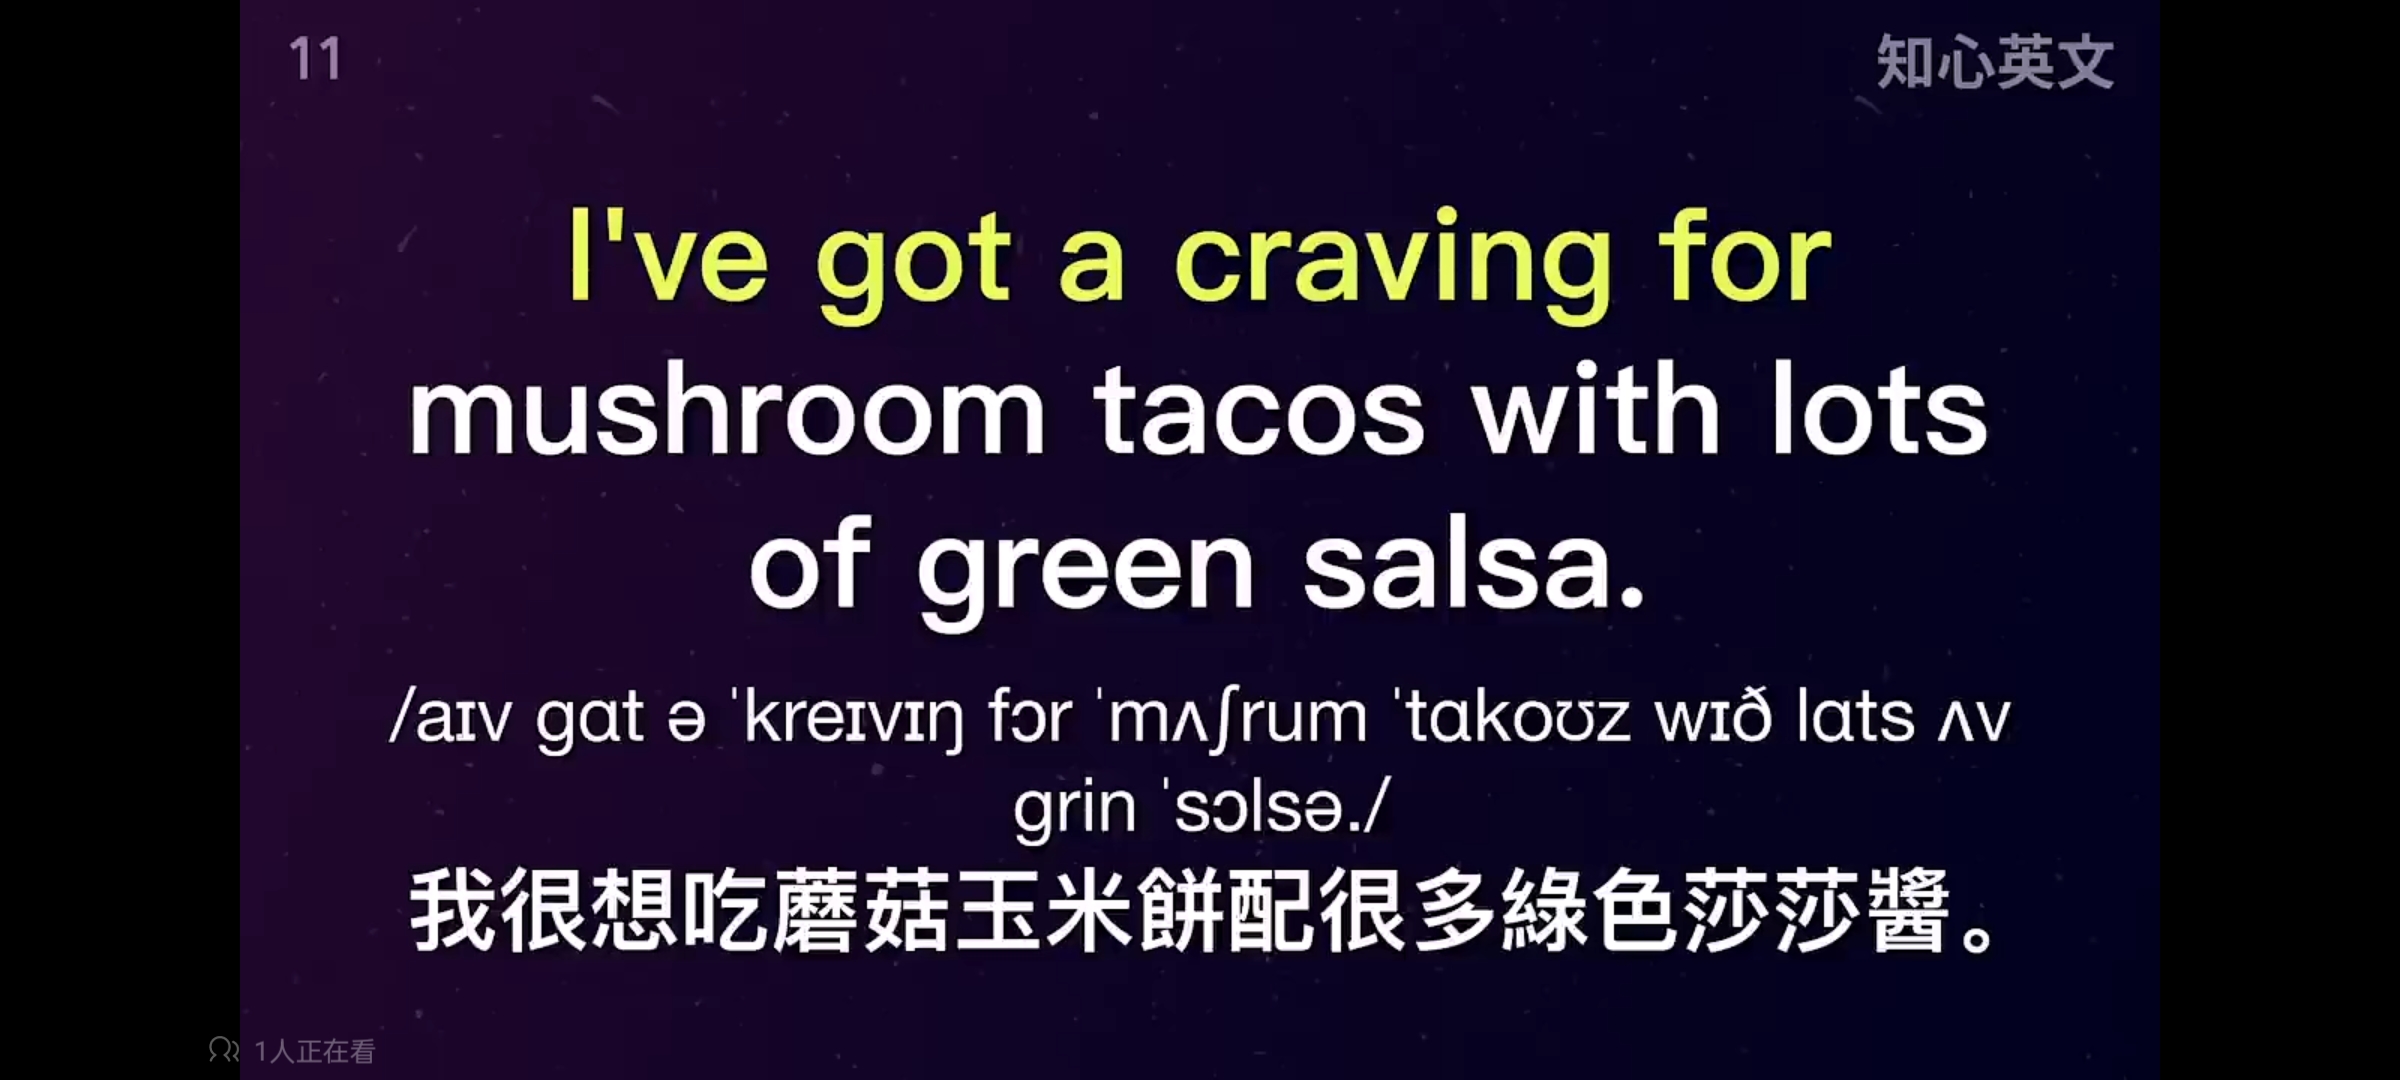 11
知心英文
I've got a craving for
mushroom tacos with lots
of green salsa.
/aɪv gɑt ə ˈkreɪvɪŋ fɔr ˈmʌʃrum ˈtɑkoʊz wɪð lɑts ʌv
grin ˈsɔlsə./
我很想吃蘑菇玉米餅配很多綠色莎莎醬。
1人正在看